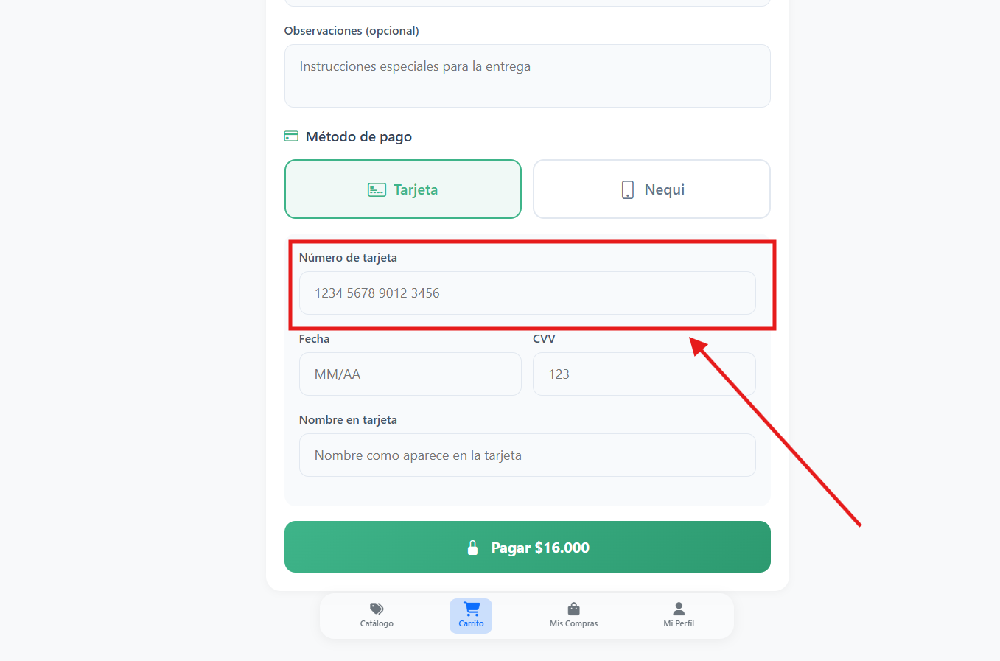 Observaciones (opcional)
Instrucciones especiales para la entrega
Método de pago
Tarjeta
Nequi
Número de tarjeta
1234 5678 9012 3456
Fecha
CVV
MM/AA
123
Nombre en tarjeta
Nombre como aparece en la tarjeta
Pagar $16.000
Catálogo
Carrito
Mis Compras
Mi Perfil